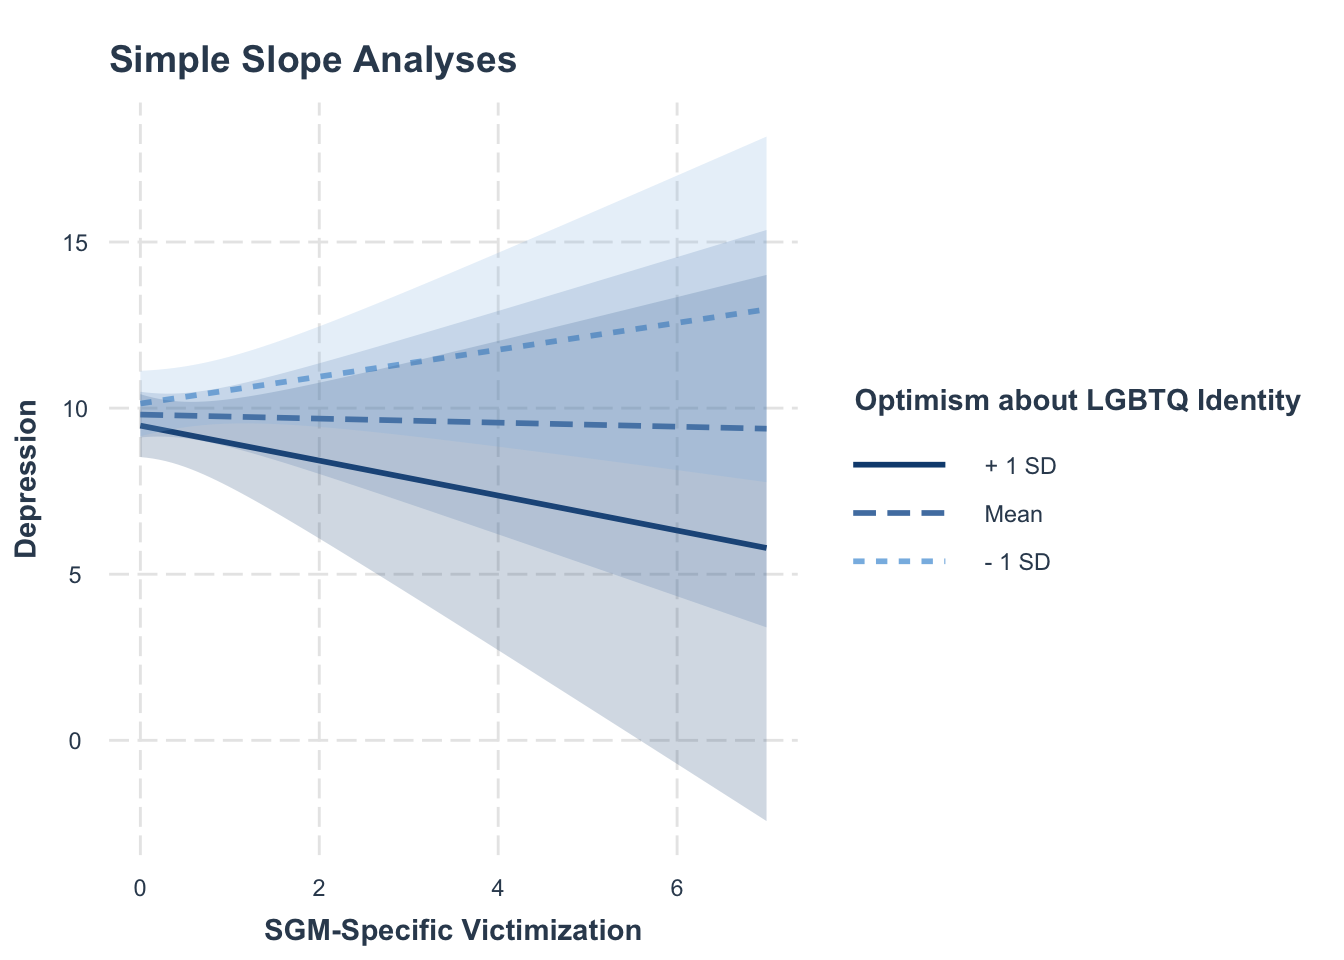 Simple Slope Analyses
15
10
5
0
Depression
0 2 4 6
SGM-Specific Victimization
Optimism about LGBTQ Identity
+ 1 SD
Mean
- 1 SD